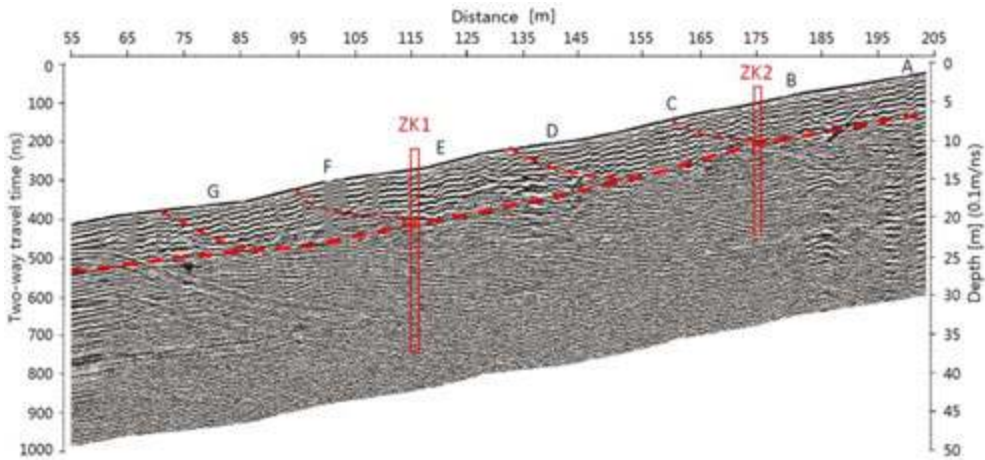 Distance [m]
55 65 75 85 95 105 115 125 135 145 155 165 175 185 195 205
Two-way travel time (ns)
0
100
200
300
400
500
600
700
800
900
1000
A
B
ZK2
C
D
E
ZK1
F
G
0
5
10
15
20
25
30
35
40
45
50
Depth [m] (0.1m/ns)